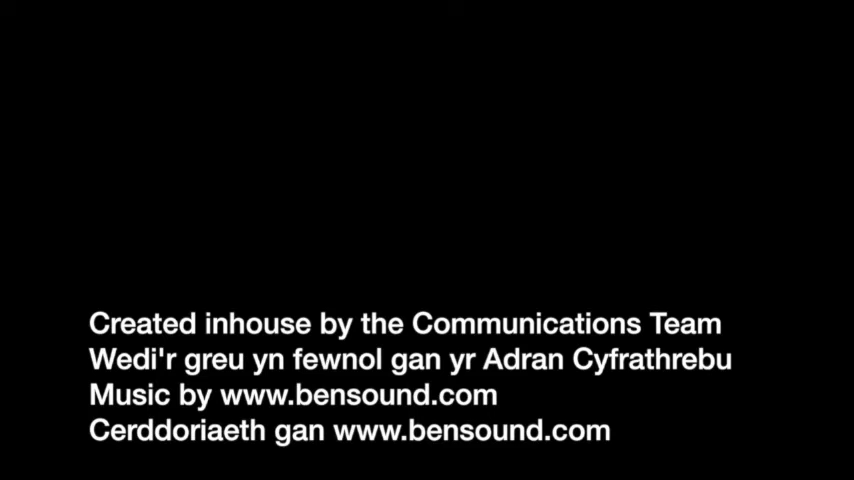 Created inhouse by the Communications Team
Wedi'r greu yn fewnol gan yr Adran Cyfrathrebu
Music by www.bensound.com
Cerddoriaeth gan www.bensound.com